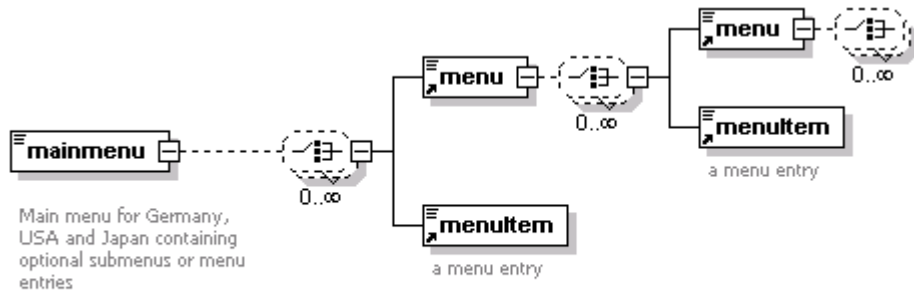 menu
0..∞
menu
0..∞
menuItem
a menu entry
mainmenu
0..∞
Main menu for Germany,
USA and Japan containing
optional submenus or menu
entries
menuItem
a menu entry